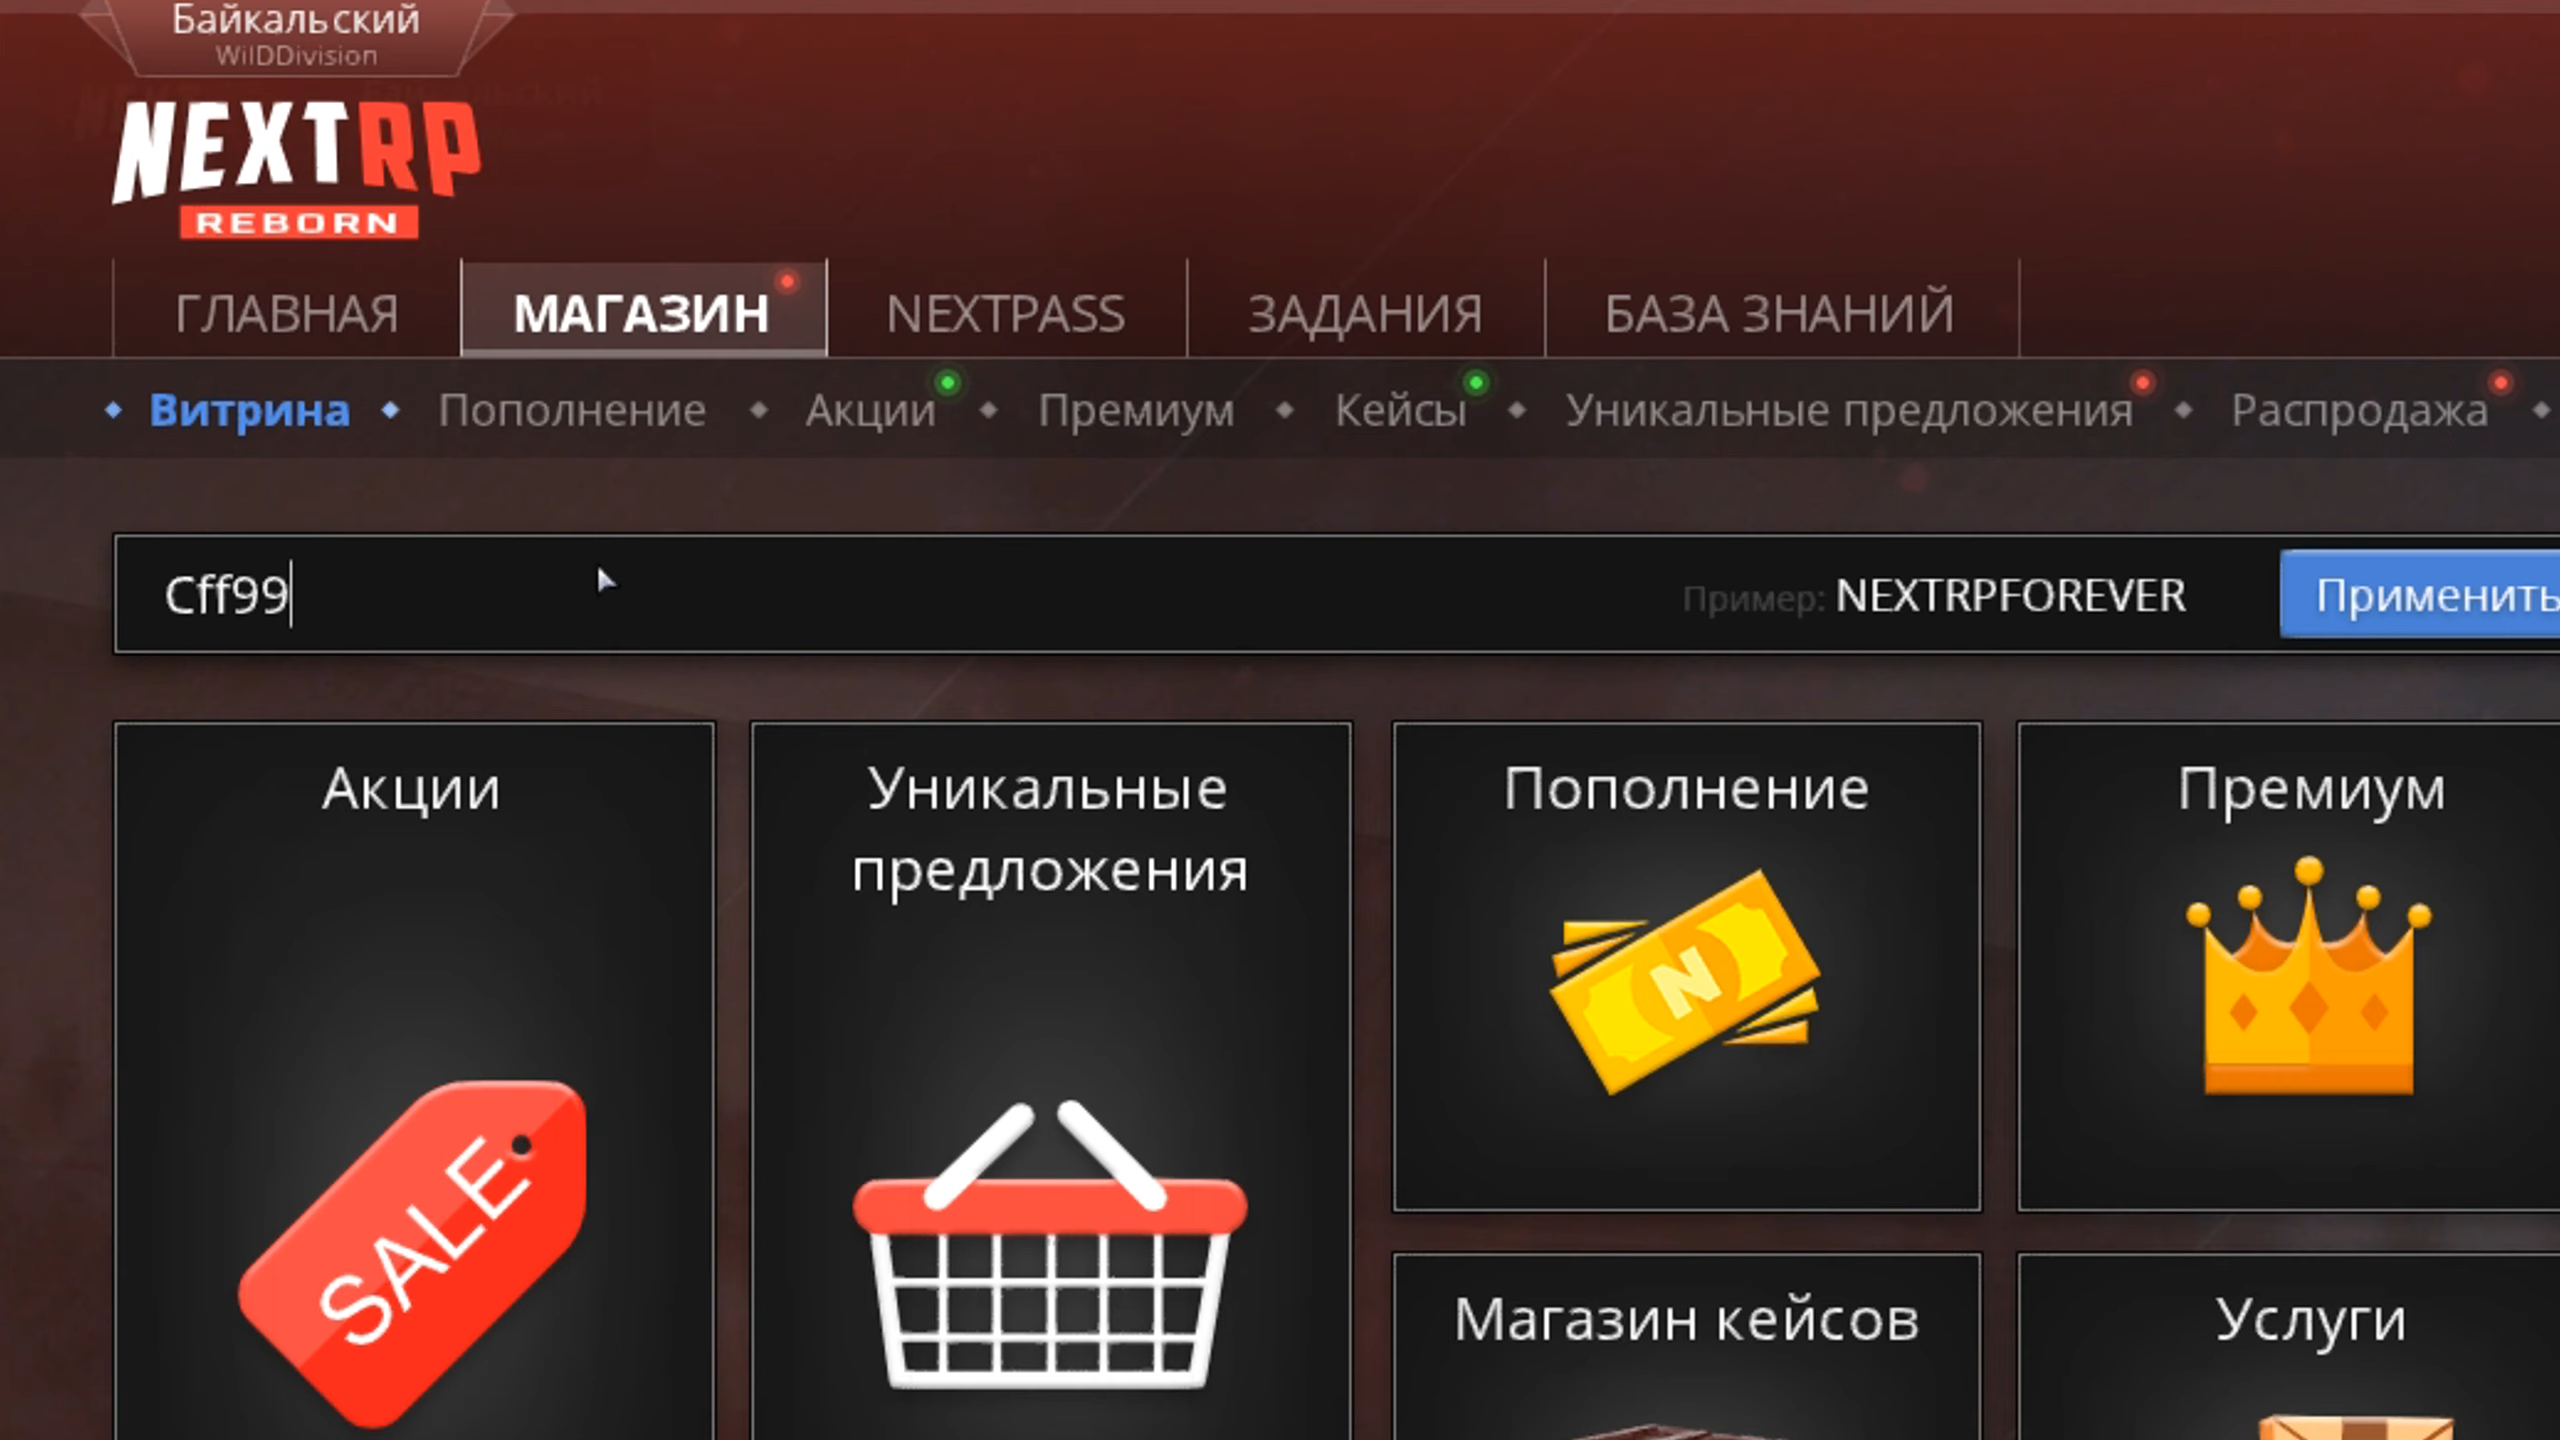 Байкальский
WilDDivision
NEXTRP
REBORN
ГЛАВНАЯ МАГАЗИН NEXTPASS ЗАДАНИЯ БАЗА ЗНАНИЙ
Витрина Пополнение Акции Премиум Кейсы Уникальные предложения Распродажа
Cff99 Пример: NEXTRPFOREVER Применить
Акции
Уникальные
предложения
Пополнение
Премиум
N
SALE
Магазин кейсов
Услуги